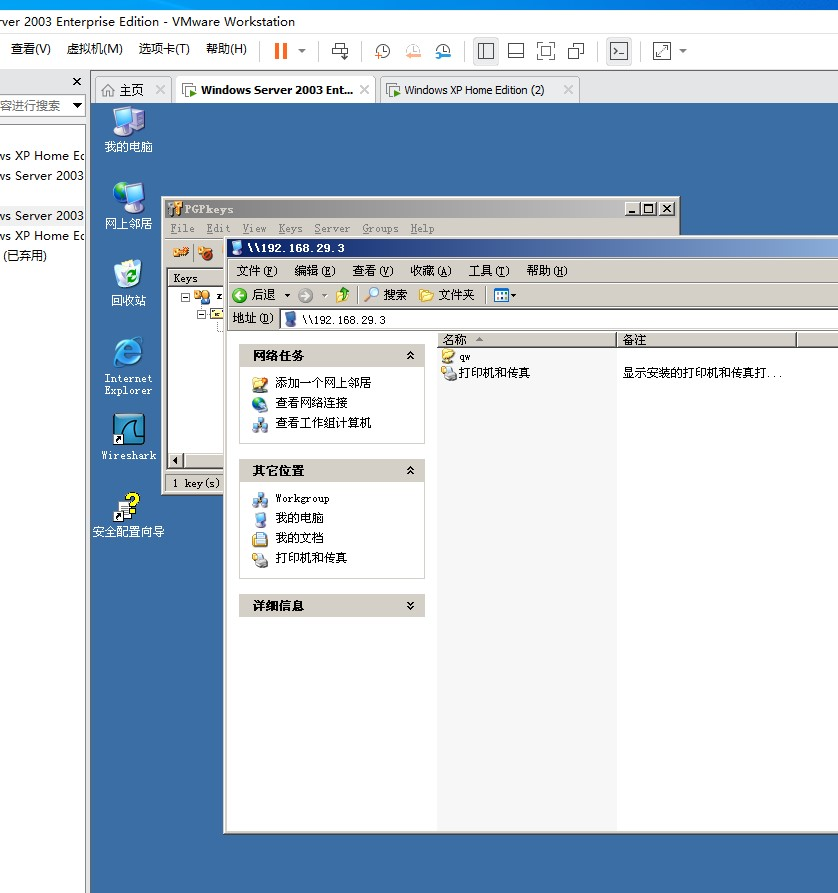 ver 2003 Enterprise Edition - VMware Workstation
查看(V) 虚拟机(M) 选项卡(T) 帮助(H)
主页 Windows Server 2003 Ent... Windows XP Home Edition (2)
容进行搜索
ws XP Home Ed
ws Server 2003
ws Server 2003
ws XP Home Ed
(已弃用)
我的电脑
网上邻居
回收站
Internet
Explorer
Wireshark
安全配置向导
PGPkeys
File Edit View Keys Server Groups Help
Keys
z
1 key(s)
\\192.168.29.3
文件(F) 编辑(E) 查看(V) 收藏(A) 工具(T) 帮助(H)
后退 搜索 文件夹
地址(D) \\192.168.29.3
网络任务
添加一个网上邻居
查看网络连接
查看工作组计算机
其它位置
Workgroup
我的电脑
我的文档
打印机和传真
详细信息
名称 备注
qw
打印机和传真 显示安装的打印机和传真打...